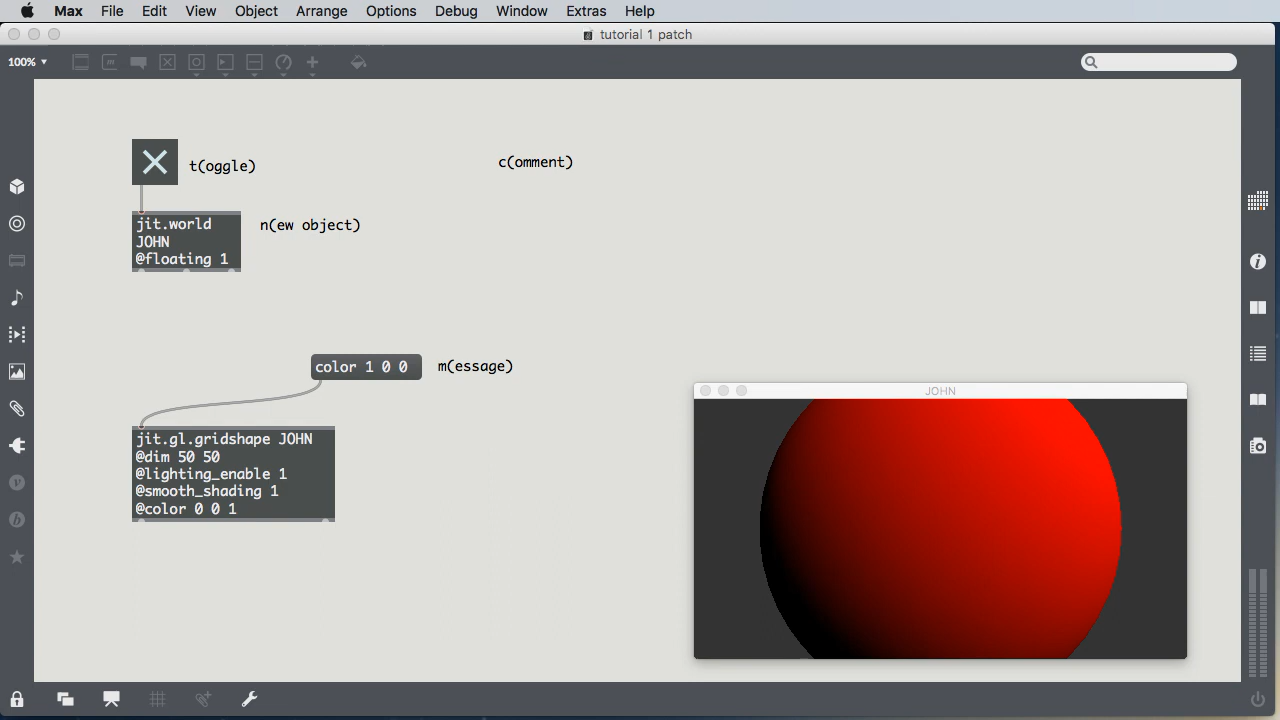 Max File Edit View Object Arrange Options Debug Window Extras Help
tutorial 1 patch
100%
t(oggle)
c(omment)
jit.world
JOHN
@floating 1
n(ew object)
color 1 0 0
m(essage)
JOHN
jit.gl.gridshape JOHN
@dim 50 50
@lighting_enable 1
@smooth_shading 1
@color 0 0 1